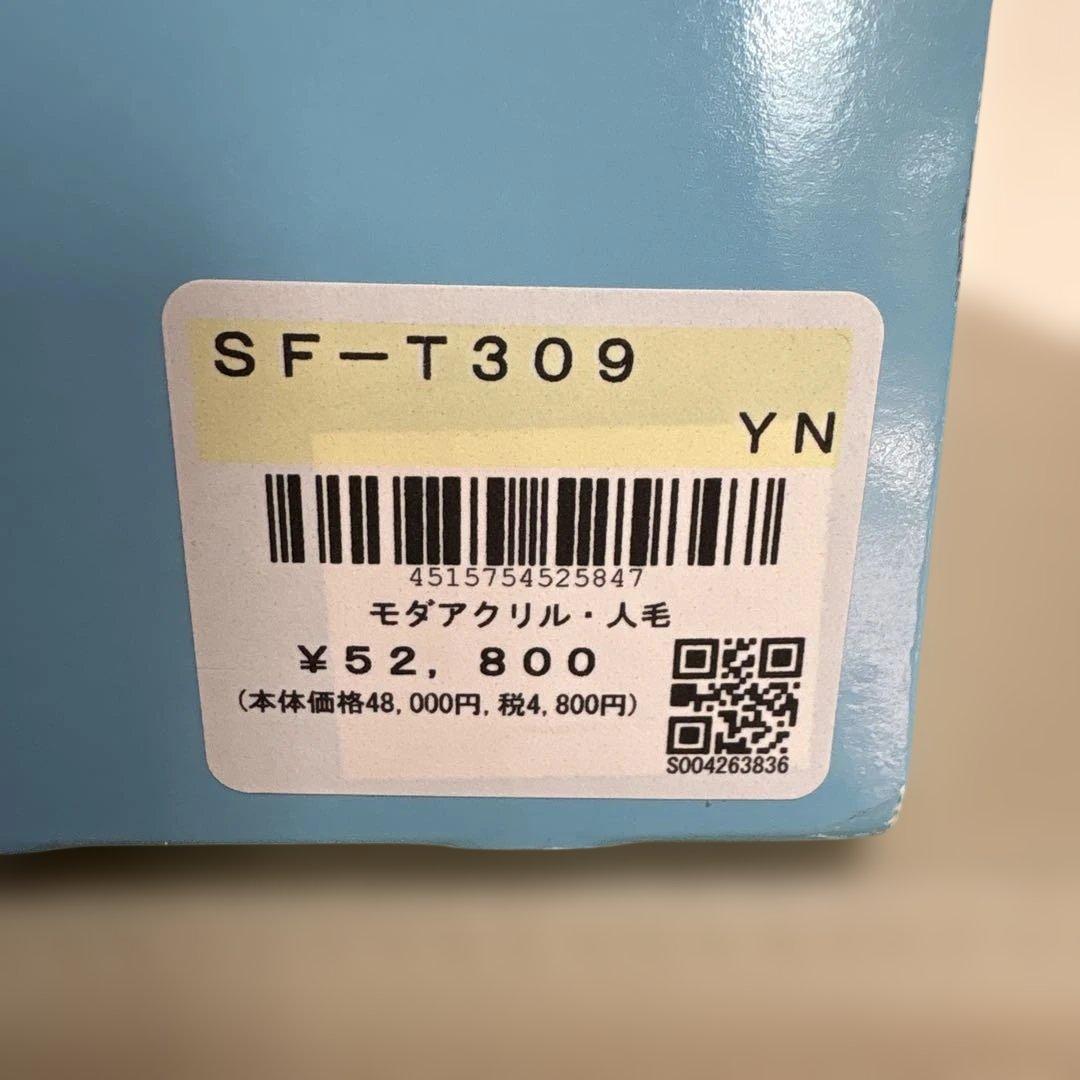 SF-T309
YN
4515754525847
モダアクリル・人毛
¥52,800
(本体価格48,000円,税4,800円)
S004263836